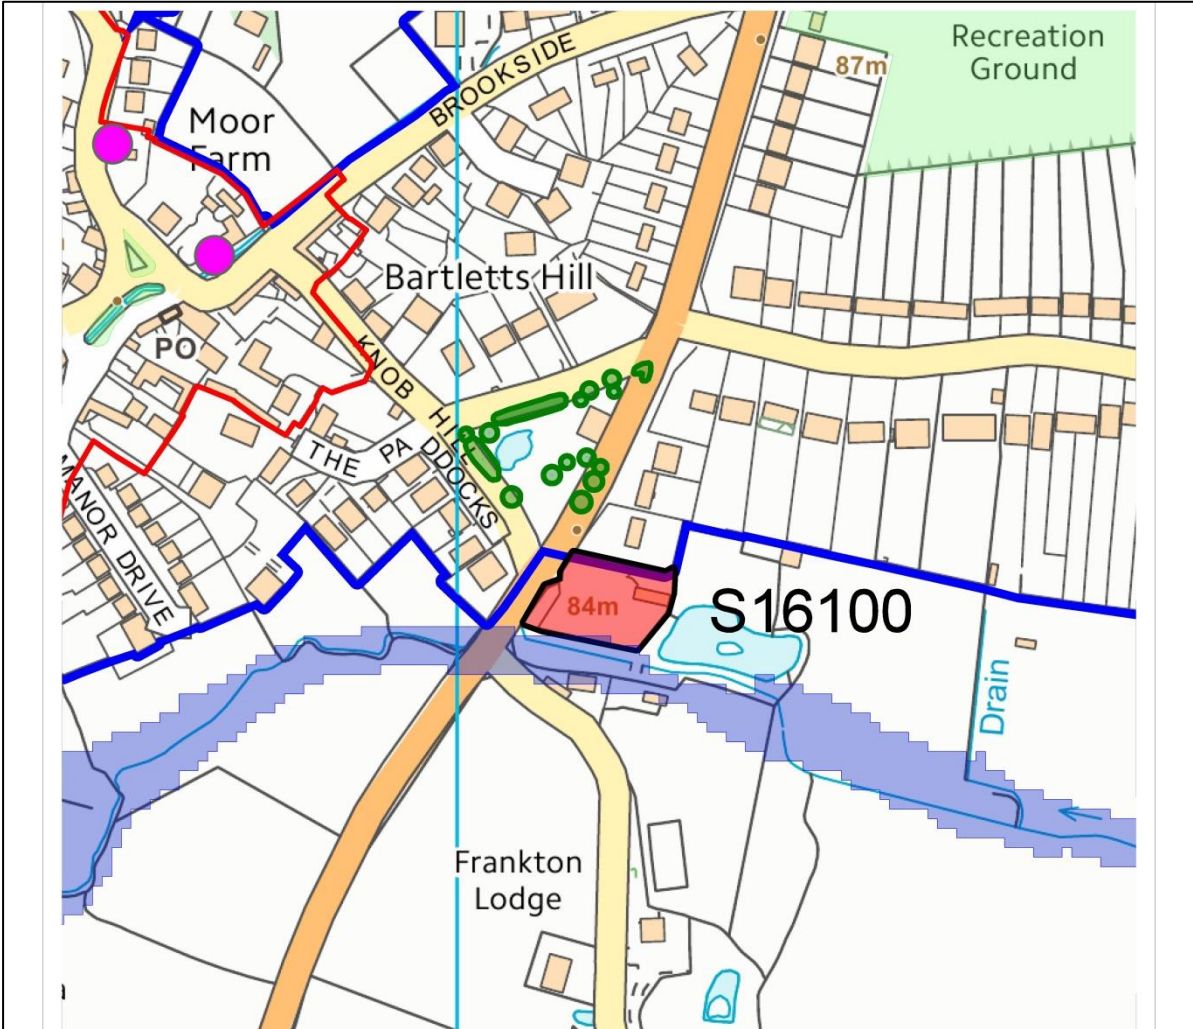 Recreation
Ground
87m
BROOKSIDE
Moor
Farm
Bartletts Hill
PO
KNOB HILL
THE PADDOCKS
MANOR DRIVE
84m
S16100
Drain
Frankton
Lodge